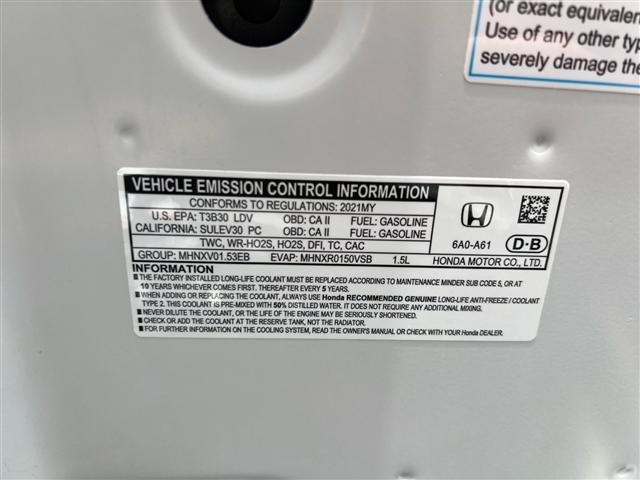 (or exact equivalen
Use of any other typ
severely damage the
VEHICLE EMISSION CONTROL INFORMATION
CONFORMS TO REGULATIONS: 2021MY
U.S. EPA: T3B30 LDV OBD: CA II FUEL: GASOLINE
CALIFORNIA: SULEV30 PC OBD: CA II FUEL: GASOLINE
TWC, WR-HO2S, HO2S, DFI, TC, CAC
GROUP: MHNXV01.53EB EVAP: MHNXR0150VSB 1.5L
6A0-A61 D-B
HONDA MOTOR CO., LTD.
INFORMATION
■ THE FACTORY INSTALLED LONG-LIFE COOLANT MUST BE REPLACED ACCORDING TO MAINTENANCE MINDER SUB CODE 5, OR AT
10 YEARS WHICHEVER COMES FIRST. THEREAFTER EVERY 5 YEARS.
■ WHEN ADDING OR REPLACING THE COOLANT, ALWAYS USE Honda RECOMMENDED GENUINE LONG-LIFE ANTI-FREEZE / COOLANT
TYPE 2. THIS COOLANT IS PRE-MIXED WITH 50% DISTILLED WATER. IT DOES NOT REQUIRE ANY ADDITIONAL MIXING.
■ NEVER DILUTE THE COOLANT, OR THE LIFE OF THE ENGINE MAY BE SERIOUSLY SHORTENED.
■ CHECK OR ADD THE COOLANT AT THE RESERVE TANK, NOT THE RADIATOR.
■ FOR FURTHER INFORMATION ON THE COOLING SYSTEM, READ THE OWNER'S MANUAL OR CHECK WITH YOUR Honda DEALER.